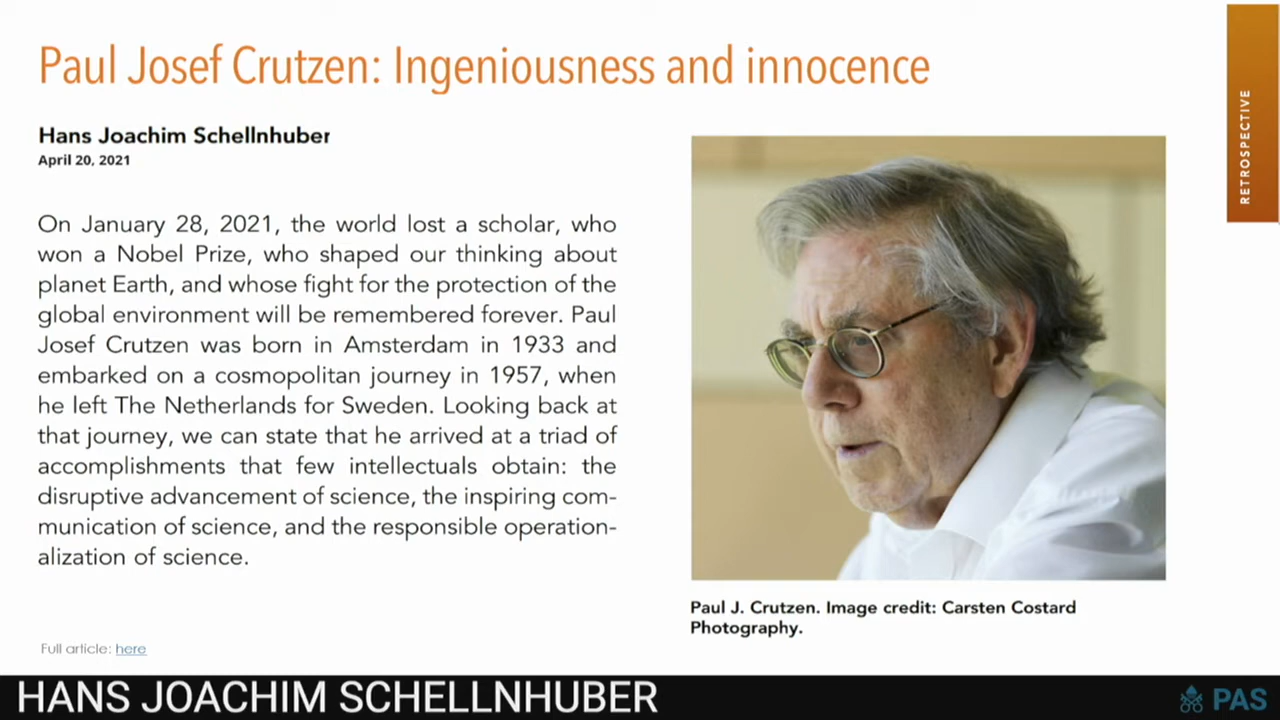 Paul Josef Crutzen: Ingeniousness and innocence
RETROSPECTIVE
Hans Joachim Schellnhuber
April 20, 2021
On January 28, 2021, the world lost a scholar, who
won a Nobel Prize, who shaped our thinking about
planet Earth, and whose fight for the protection of the
global environment will be remembered forever. Paul
Josef Crutzen was born in Amsterdam in 1933 and
embarked on a cosmopolitan journey in 1957, when
he left The Netherlands for Sweden. Looking back at
that journey, we can state that he arrived at a triad of
accomplishments that few intellectuals obtain: the
disruptive advancement of science, the inspiring com-
munication of science, and the responsible operation-
alization of science.
Paul J. Crutzen. Image credit: Carsten Costard
Photography.
Full article: here
HANS JOACHIM SCHELLNHUBER
PAS